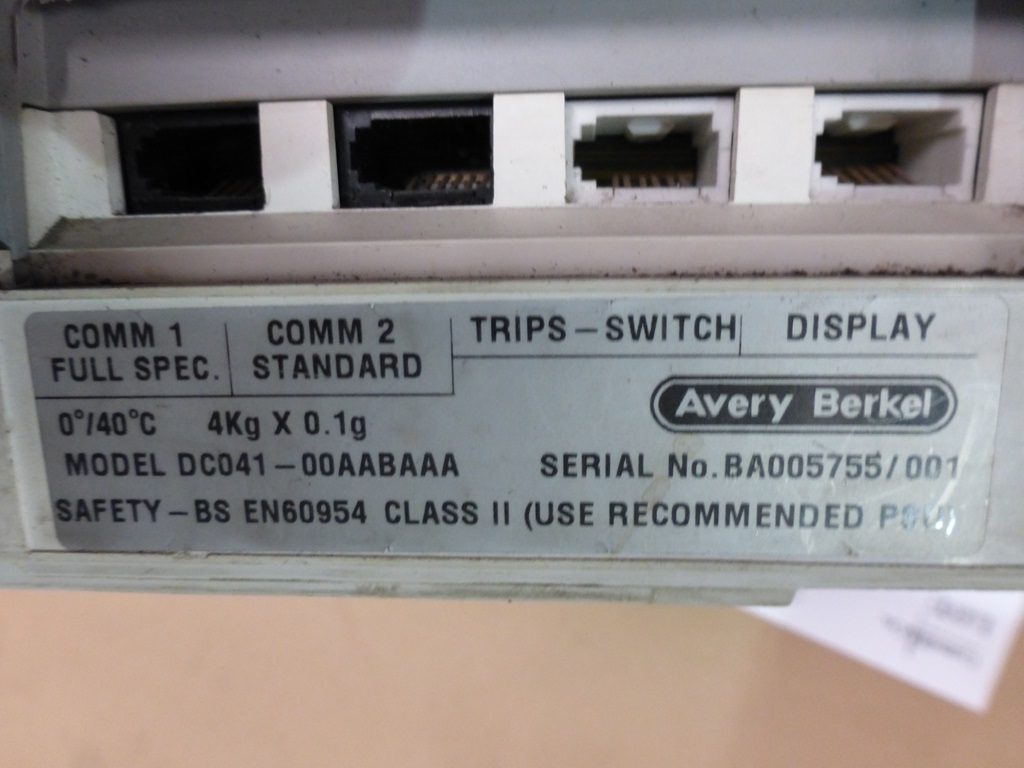 COMM 1 COMM 2 TRIPS-SWITCH DISPLAY
FULL SPEC. STANDARD
Avery Berkel
0°/40°C 4Kg X 0.1g
MODEL DC041-00AABAAA SERIAL No. BA005755/001
SAFETY-BS EN60954 CLASS II (USE RECOMMENDED PSU)